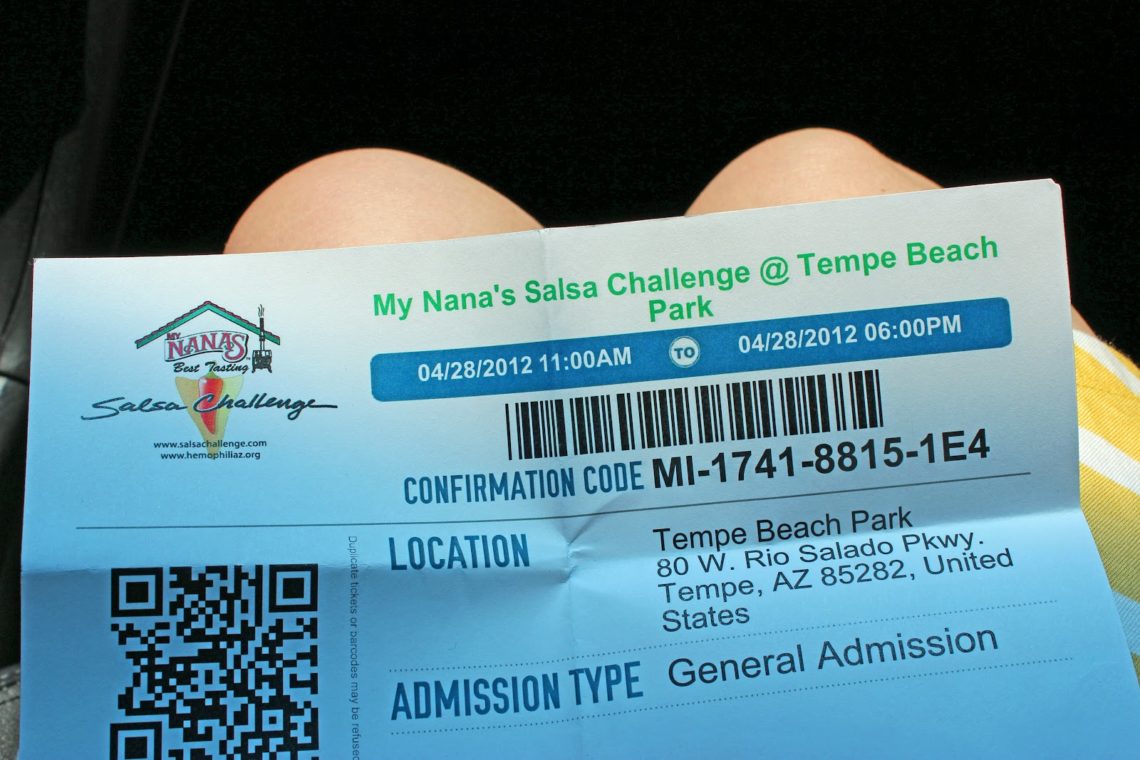 My Nana's Salsa Challenge @ Tempe Beach
Park
04/28/2012 11:00AM TO 04/28/2012 06:00PM
MY
NANAS
Best Tasting
Salsa Challenge
www.salsachallenge.com
www.hemophiliaz.org
CONFIRMATION CODE MI-1741-8815-1E4
LOCATION
Tempe Beach Park
80 W. Rio Salado Pkwy.
Tempe, AZ 85282, United
States
Duplicate tickets or barcodes may be refused
ADMISSION TYPE General Admission